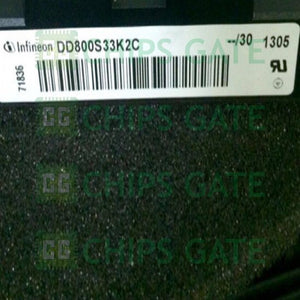 infineon DD800S33K2C --/30 1305
71836
CHIPS GATE
CHIPS GATE
CHIPS GATE